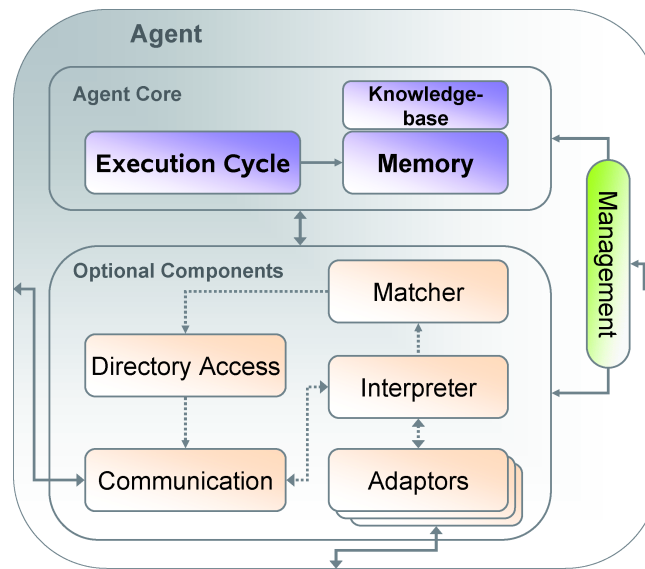 Agent
Agent Core
Knowledge-
base
Execution Cycle
Memory
Management
Optional Components
Matcher
Directory Access
Interpreter
Communication
Adaptors